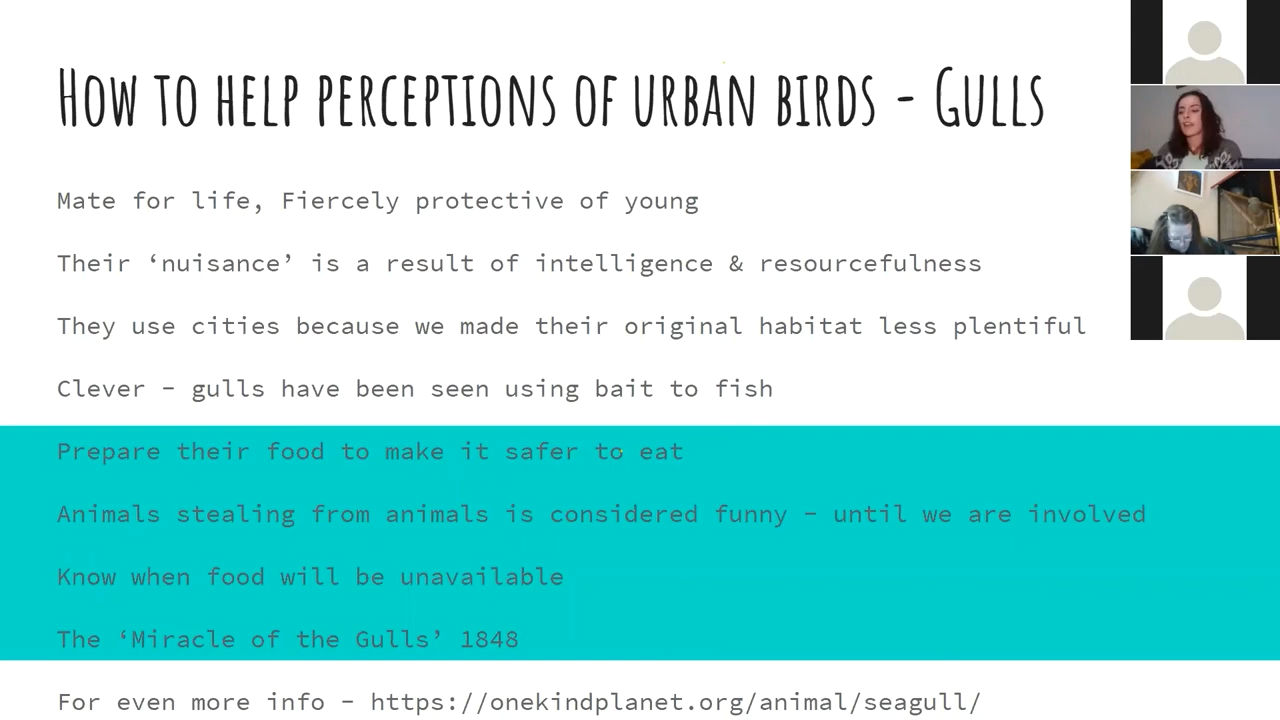 How to help perceptions of urban birds - Gulls
Mate for life, Fiercely protective of young
Their ‘nuisance’ is a result of intelligence & resourcefulness
They use cities because we made their original habitat less plentiful
Clever - gulls have been seen using bait to fish
Prepare their food to make it safer to eat
Animals stealing from animals is considered funny - until we are involved
Know when food will be unavailable
The ‘Miracle of the Gulls’ 1848
For even more info - https://onekindplanet.org/animal/seagull/